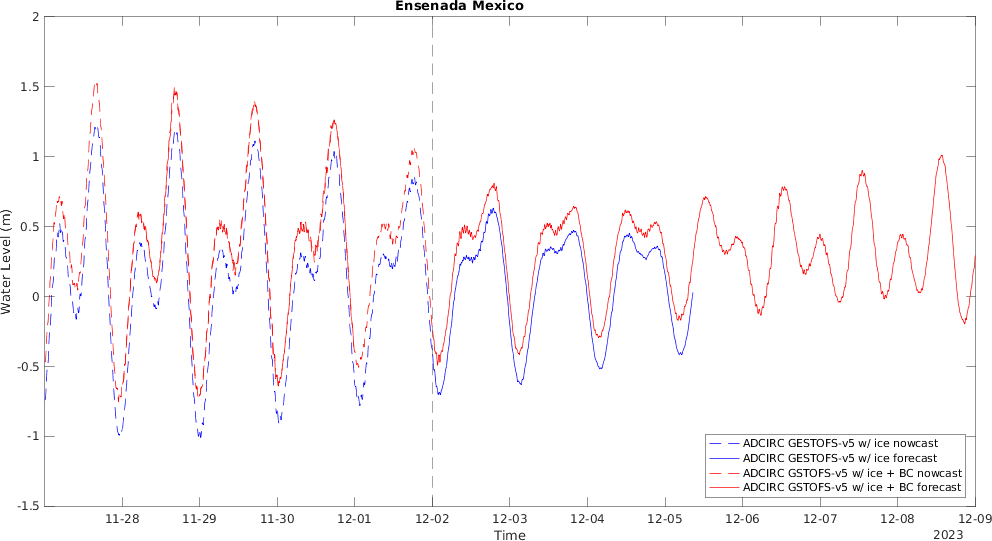 Ensenada Mexico
2
1.5
1
0.5
0
-0.5
-1
-1.5
Water Level (m)
ADCIRC GESTOFS-v5 w/ ice nowcast
ADCIRC GESTOFS-v5 w/ ice forecast
ADCIRC GSTOFS-v5 w/ ice + BC nowcast
ADCIRC GSTOFS-v5 w/ ice + BC forecast
11-28 11-29 11-30 12-01 12-02 12-03 12-04 12-05 12-06 12-07 12-08 12-09
Time
2023